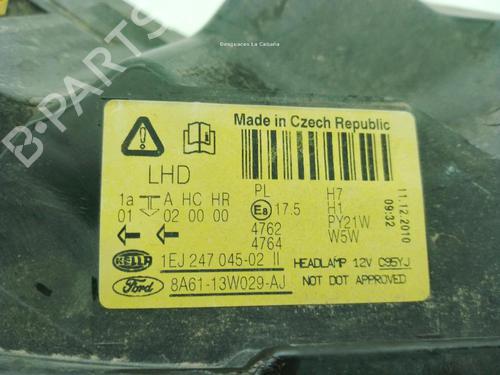 Desguaces La Cabaña
Made in Czech Republic
LHD
1a A HC HR
01 02 00 00
PL
E8 17.5
4762
4764
H7
H1
PY21W
W5W
11.12.2010
09:32
HELLA 1EJ 247 045-02 II
HEADLAMP 12V C95YJ
Ford 8A61-13W029-AJ
NOT DOT APPROVED